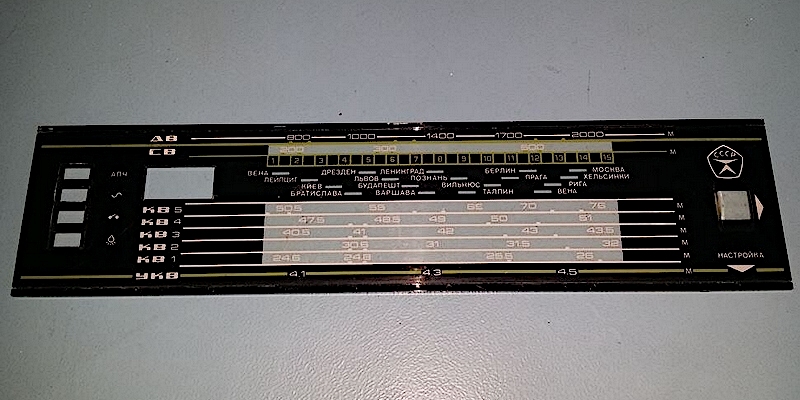 ДВ 800 1000 1400 1700 2000 М
СВ 200 300 500 М
1 2 3 4 5 6 7 8 9 10 11 12 13 14 15
ВЕНА ДРЕЗДЕН ЛЕНИНГРАД БЕРЛИН МОСКВА
ЛЕЙПЦИГ ЛЬВОВ ПОЗНАНЬ ПРАГА ХЕЛЬСИНКИ
КИЕВ БУДАПЕШТ ВИЛЬНЮС РИГА
БРАТИСЛАВА ВАРШАВА ТАЛЛИН ВЕНА
КВ 5 50.5 55 65 70 75 М
КВ 4 47.5 48.5 49 50 51 М
КВ 3 40.5 41 42 43 43.5 М
КВ 2 30.5 31 31.5 32 М
КВ 1 24.5 24.8 25.5 26 М
УКВ 4,1 4,3 4,5 М
АПЧ
СССР
НАСТРОЙКА